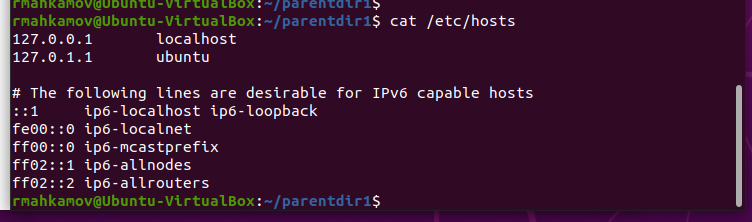 rmahkamov@Ubuntu-VirtualBox:~/parentdir1$
rmahkamov@Ubuntu-VirtualBox:~/parentdir1$ cat /etc/hosts
127.0.0.1       localhost
127.0.1.1       ubuntu

# The following lines are desirable for IPv6 capable hosts
::1     ip6-localhost ip6-loopback
fe00::0 ip6-localnet
ff00::0 ip6-mcastprefix
ff02::1 ip6-allnodes
ff02::2 ip6-allrouters
rmahkamov@Ubuntu-VirtualBox:~/parentdir1$